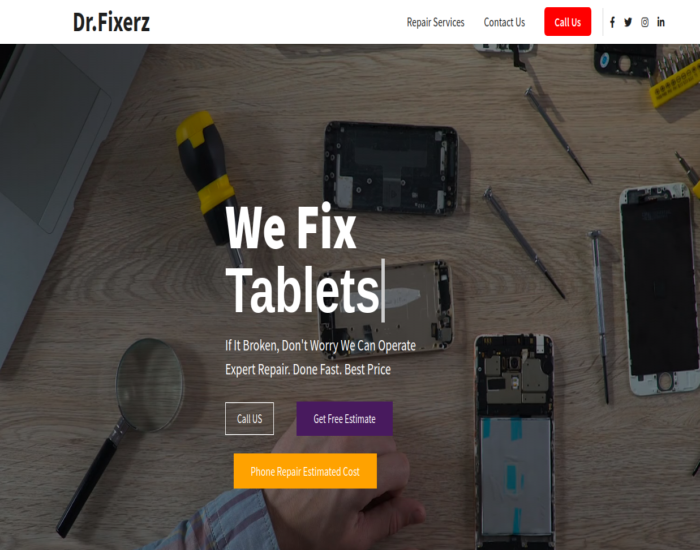 Dr.Fixerz
Repair Services
Contact Us
Call Us
We Fix
Tablets
If It Broken, Don't Worry We Can Operate
Expert Repair. Done Fast. Best Price
Call US
Get Free Estimate
Phone Repair Estimated Cost